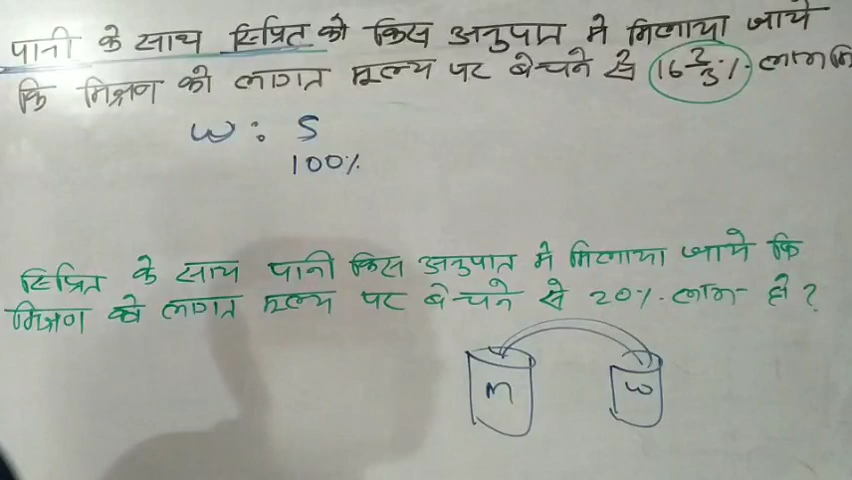 पानी के साथ स्प्रित को किस अनुपात मे मिलाया जाये
कि मिश्रण को लागत मूल्य पर बेचने से 16 2/3 % लाभ
W : S
100%
स्प्रित के साथ पानी किस अनुपात मे मिलाया जाये कि
मिश्रण को लागत मूल्य पर बेचने से 20% लाभ हो ?
m W